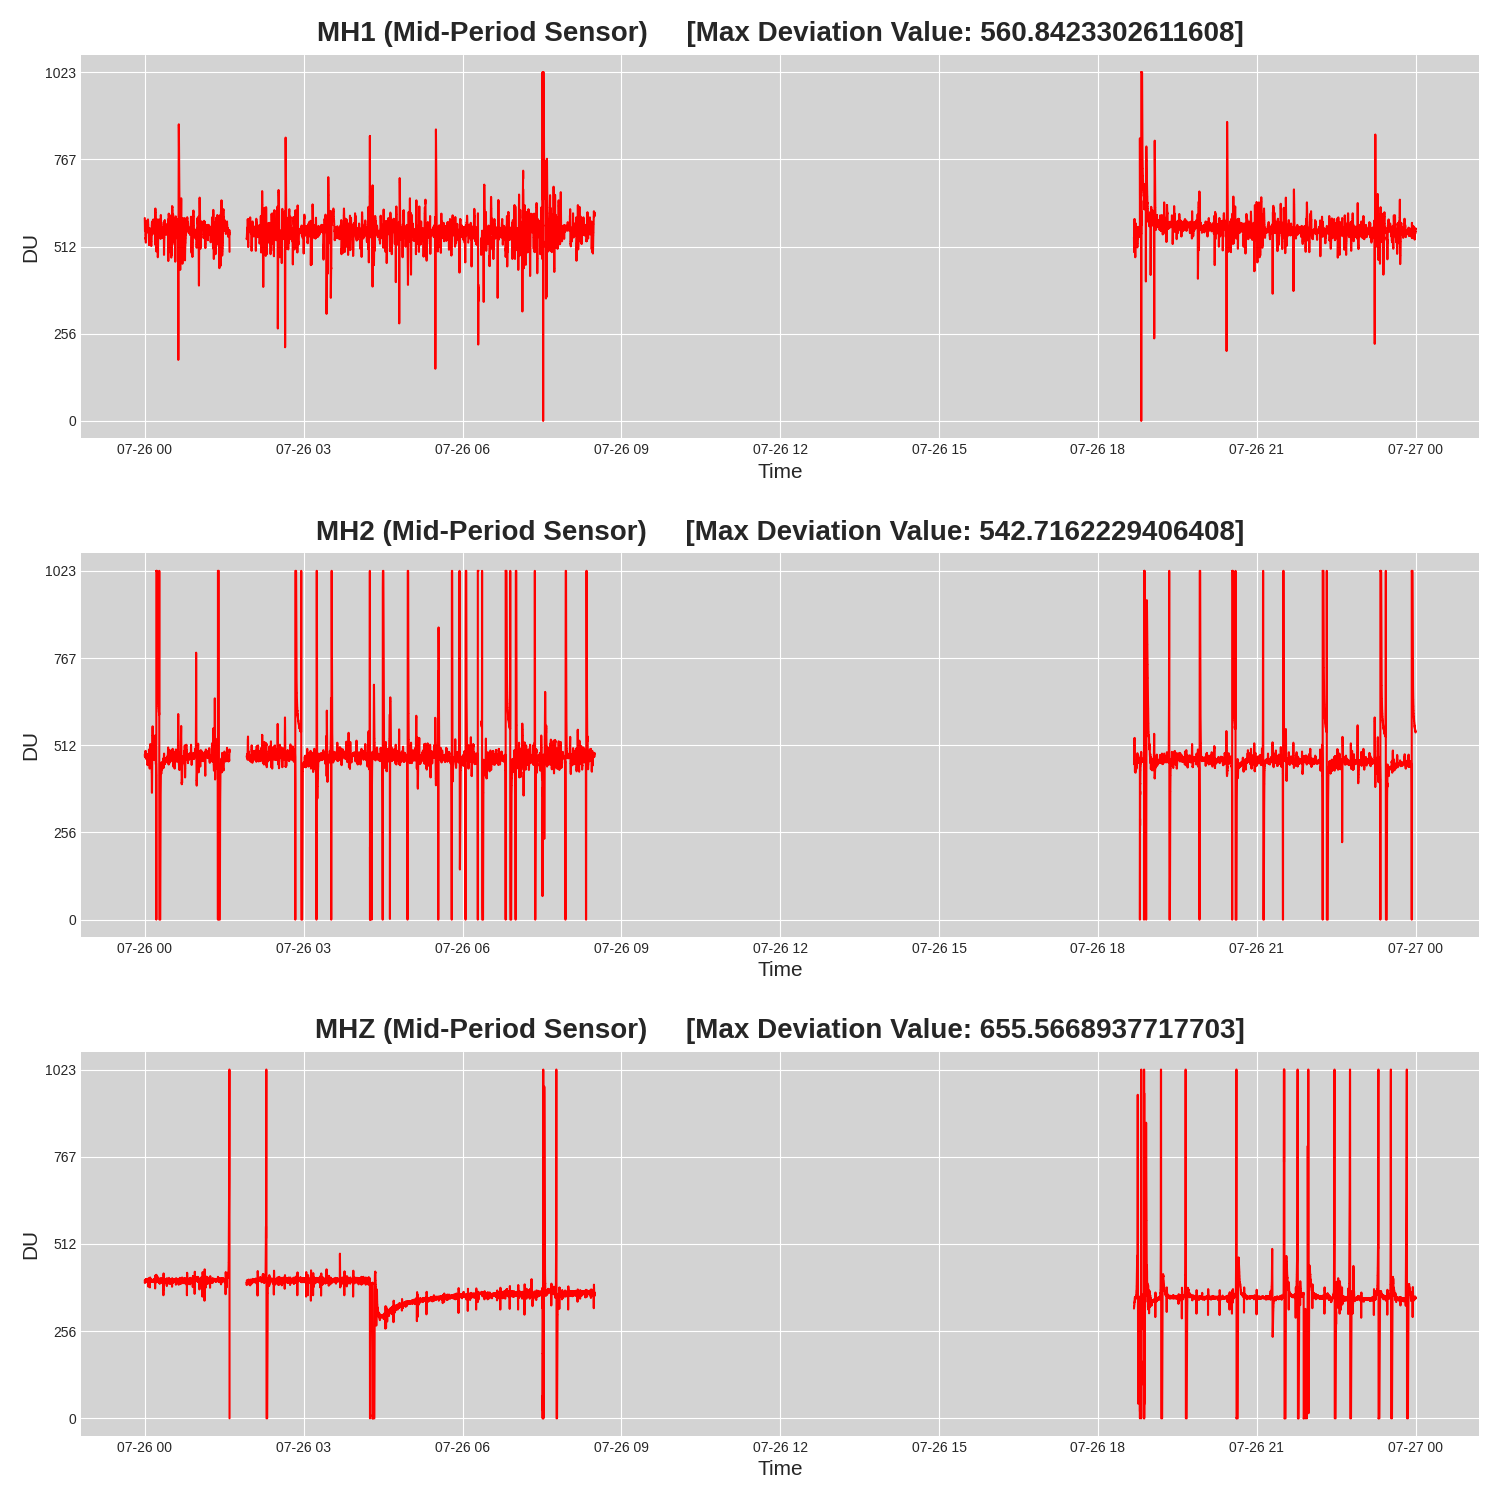 MH1 (Mid-Period Sensor) [Max Deviation Value: 560.8423302611608]
1023
767
512
256
0
DU
07-26 00 07-26 03 07-26 06 07-26 09 07-26 12 07-26 15 07-26 18 07-26 21 07-27 00
Time
MH2 (Mid-Period Sensor) [Max Deviation Value: 542.7162229406408]
1023
767
512
256
0
DU
07-26 00 07-26 03 07-26 06 07-26 09 07-26 12 07-26 15 07-26 18 07-26 21 07-27 00
Time
MHZ (Mid-Period Sensor) [Max Deviation Value: 655.5668937717703]
1023
767
512
256
0
DU
07-26 00 07-26 03 07-26 06 07-26 09 07-26 12 07-26 15 07-26 18 07-26 21 07-27 00
Time